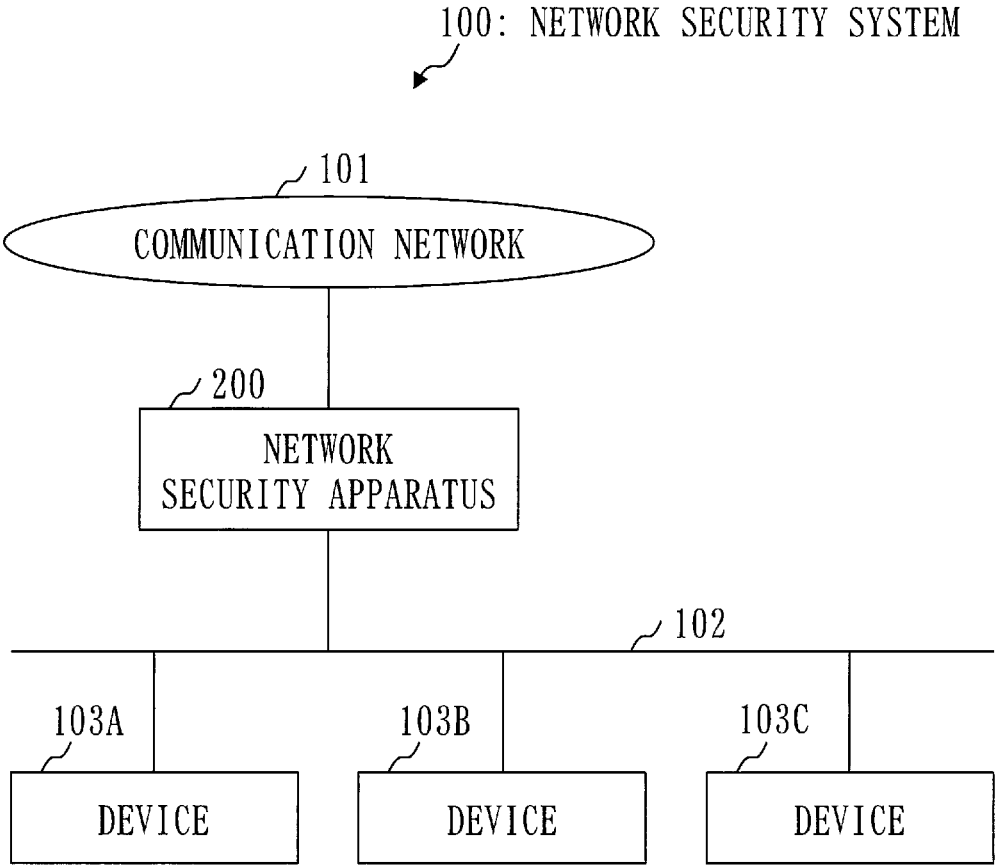 100: NETWORK SECURITY SYSTEM
101
COMMUNICATION NETWORK
200
NETWORK
SECURITY APPARATUS
102
103A
103B
103C
DEVICE
DEVICE
DEVICE